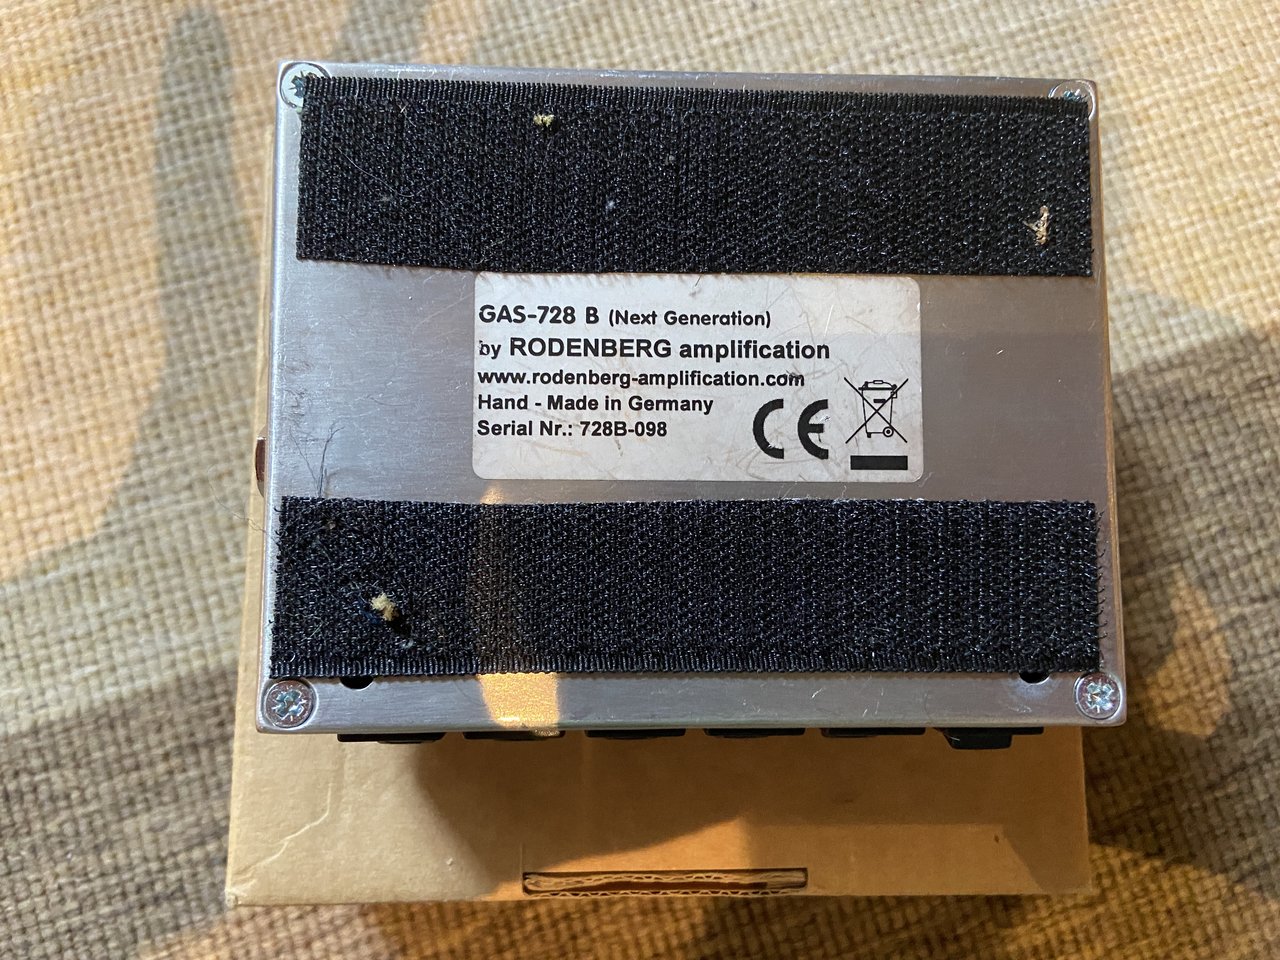 GAS-728 B (Next Generation)
by RODENBERG amplification
www.rodenberg-amplification.com
Hand - Made in Germany
Serial Nr.: 728B-098
CE